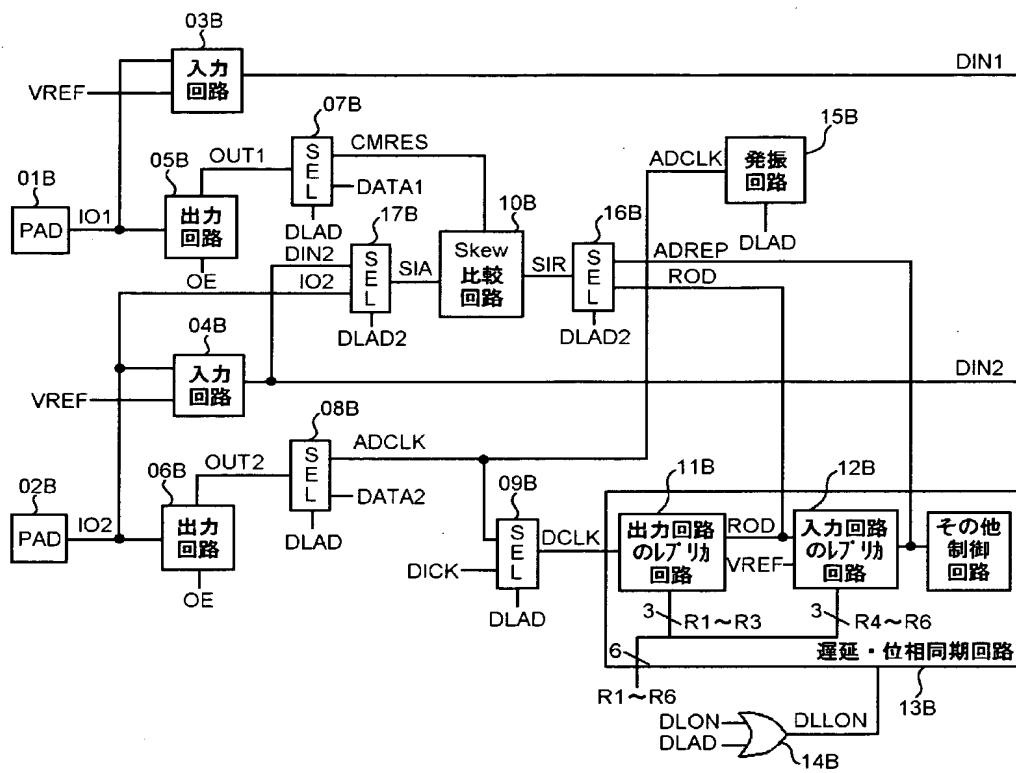 03B
入力
回路
VREF
DIN1
07B
SEL
CMRES
DATA1
DLAD
OUT1
05B
出力
回路
OE
01B
PAD
IO1
15B
発振
回路
ADCLK
DLAD
17B
SEL
DIN2
IO2
SIA
DLAD2
10B
Skew
比較
回路
SIR
16B
SEL
ADREP
ROD
DLAD2
04B
入力
回路
VREF
DIN2
08B
SEL
ADCLK
DATA2
DLAD
OUT2
06B
出力
回路
OE
02B
PAD
IO2
09B
SEL
DICK
DCLK
DLAD
11B
出力回路
のレプリカ
回路
ROD
VREF
12B
入力回路
のレプリカ
回路
その他
制御
回路
3
R1～R3
3
R4～R6
6
R1～R6
遅延・位相同期回路
13B
DLON
DLAD
DLLON
14B